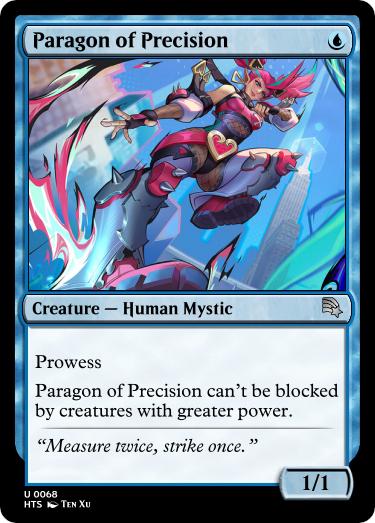 Paragon of Precision
Creature — Human Mystic
Prowess
Paragon of Precision can't be blocked
by creatures with greater power.
“Measure twice, strike once.”
1/1
U 0068
HTS Ten Xu